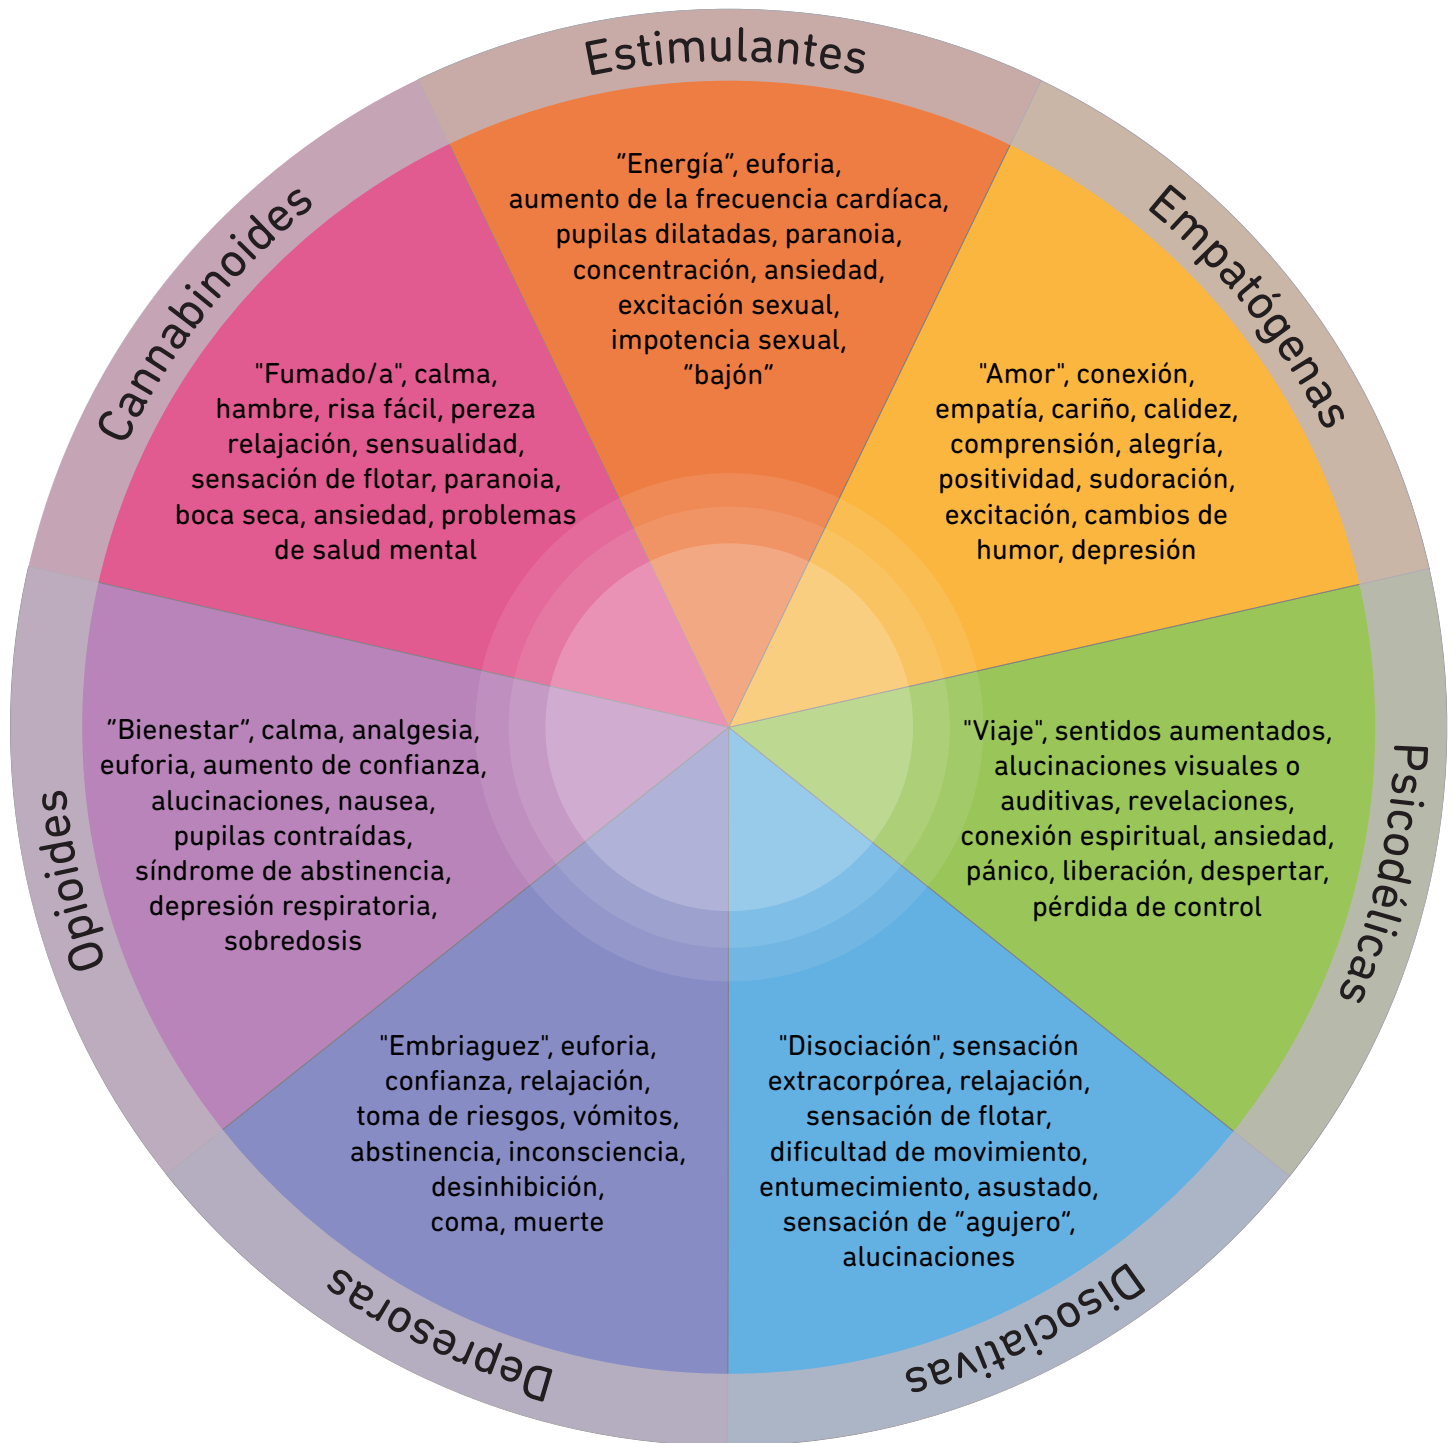 Estimulantes
"Energía", euforia,
aumento de la frecuencia cardíaca,
pupilas dilatadas, paranoia,
concentración, ansiedad,
excitación sexual,
impotencia sexual,
"bajón"
Empatógenas
"Amor", conexión,
empatía, cariño, calidez,
comprensión, alegría,
positividad, sudoración,
excitación, cambios de
humor, depresión
Psicodélicas
"Viaje", sentidos aumentados,
alucinaciones visuales o
auditivas, revelaciones,
conexión espiritual, ansiedad,
pánico, liberación, despertar,
pérdida de control
Disociativas
"Disociación", sensación
extracorpórea, relajación,
sensación de flotar,
dificultad de movimiento,
entumecimiento, asustado,
sensación de "agujero",
alucinaciones
Depresoras
"Embriaguez", euforia,
confianza, relajación,
toma de riesgos, vómitos,
abstinencia, inconsciencia,
desinhibición,
coma, muerte
Opioides
"Bienestar", calma, analgesia,
euforia, aumento de confianza,
alucinaciones, nausea,
pupilas contraídas,
síndrome de abstinencia,
depresión respiratoria,
sobredosis
Cannabinoides
"Fumado/a", calma,
hambre, risa fácil, pereza
relajación, sensualidad,
sensación de flotar, paranoia,
boca seca, ansiedad, problemas
de salud mental